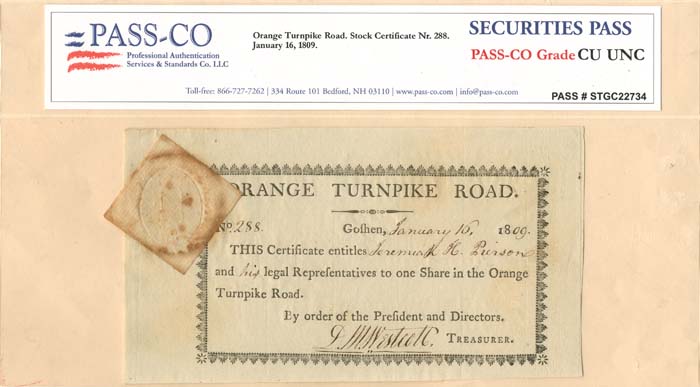 PASS-CO
Professional Authentication
Services & Standards Co. LLC
Orange Turnpike Road. Stock Certificate Nr. 288.
January 16, 1809.
SECURITIES PASS
PASS-CO Grade CU UNC
Toll-free: 866-727-7262 | 334 Route 101 Bedford, NH 03110 | www.pass-co.com | info@pass-co.com
PASS # STGC22734
ORANGE TURNPIKE ROAD.
No. 288. Goſhen, January 16, 1809.
THIS Certificate entitles Jeremiah H. Pierson
and his legal Representatives to one Share in the Orange
Turnpike Road.
By order of the President and Directors.
D. M. Westcott. TREASURER.